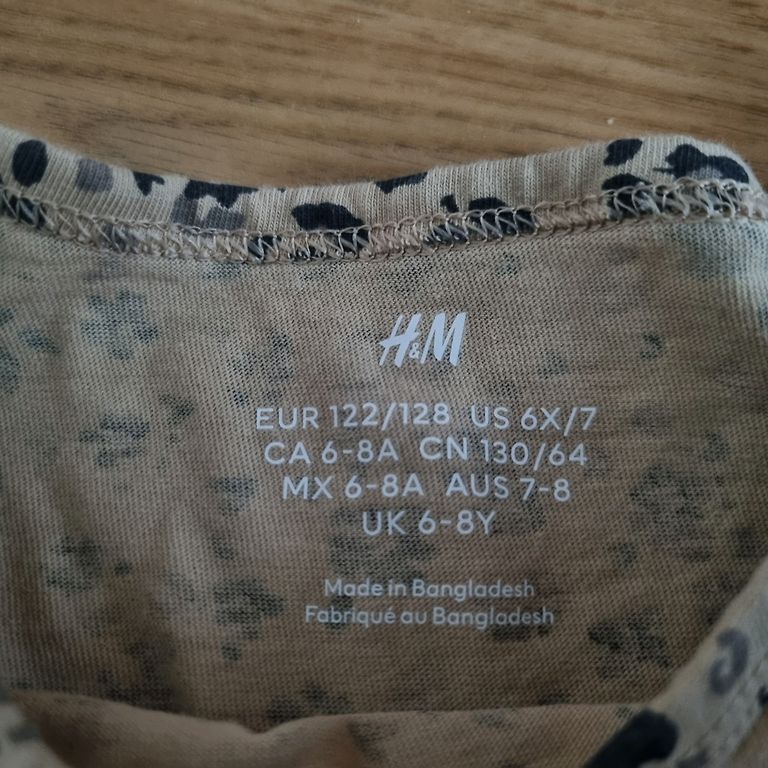 H&M
EUR 122/128 US 6X/7
CA 6-8A CN 130/64
MX 6-8A AUS 7-8
UK 6-8Y
Made in Bangladesh
Fabriqué au Bangladesh